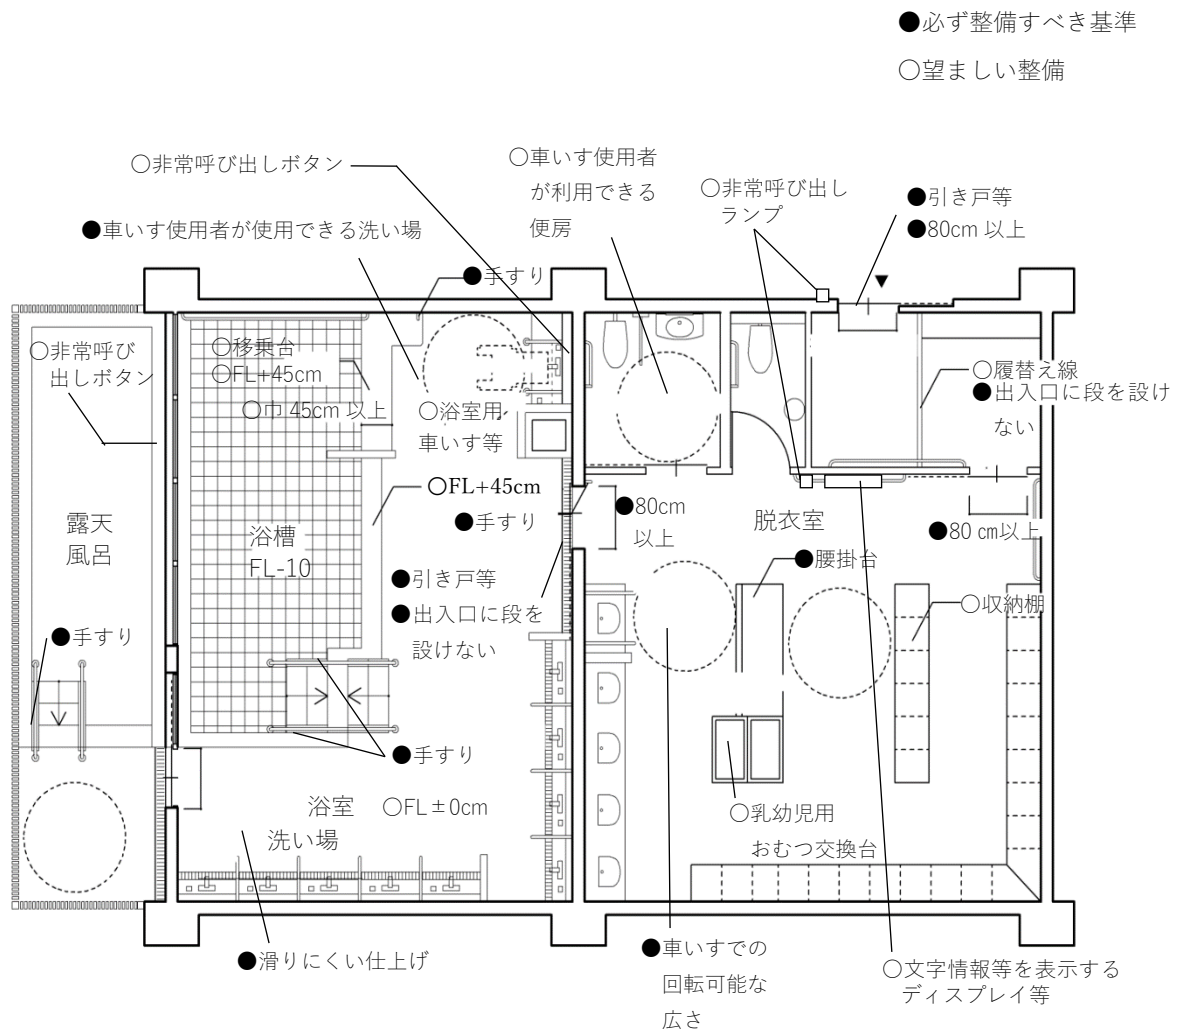 ●必ず整備すべき基準
○望ましい整備
○非常呼び出しボタン
●車いす使用者が使用できる洗い場
●手すり
○車いす使用者
が利用できる
便房
○非常呼び出し
ランプ
●引き戸等
●80cm 以上
○非常呼び
出しボタン
○移乗台
○FL+45cm
○巾 45cm 以上
○浴室用
車いす等
○履替え線
●出入口に段を設け
ない
○FL+45cm
●手すり
●80cm
以上
脱衣室
●80 cm以上
露天
風呂
浴槽
FL-10
●引き戸等
●出入口に段を
設けない
●腰掛台
○収納棚
●手すり
●手すり
浴室 ○FL±0cm
洗い場
○乳幼児用
おむつ交換台
●滑りにくい仕上げ
●車いすでの
回転可能な
広さ
○文字情報等を表示する
ディスプレイ等